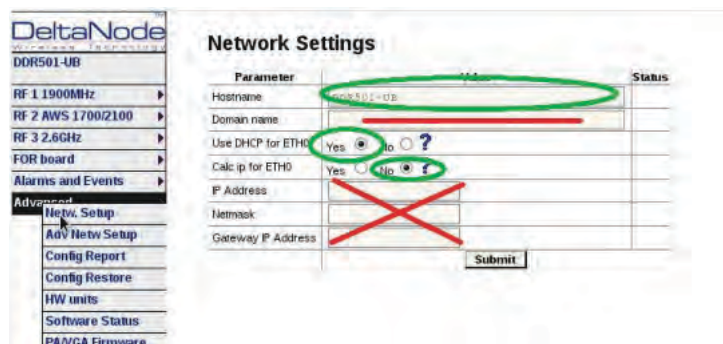 DeltaNode
Wireless Technology
DDR501-UB
RF 1 1900MHz
RF 2 AWS 1700/2100
RF 3 2.6GHz
FOR board
Alarms and Events
Advanced
Netw. Setup
Adv Netw Setup
Config Report
Config Restore
HW units
Software Status
PA/VGA Firmware
Network Settings
Parameter Value Status
Hostname DDR501-UB
Domain name
Use DHCP for ETH0 Yes No ?
Calc ip for ETH0 Yes No ?
IP Address
Netmask
Gateway IP Address
Submit